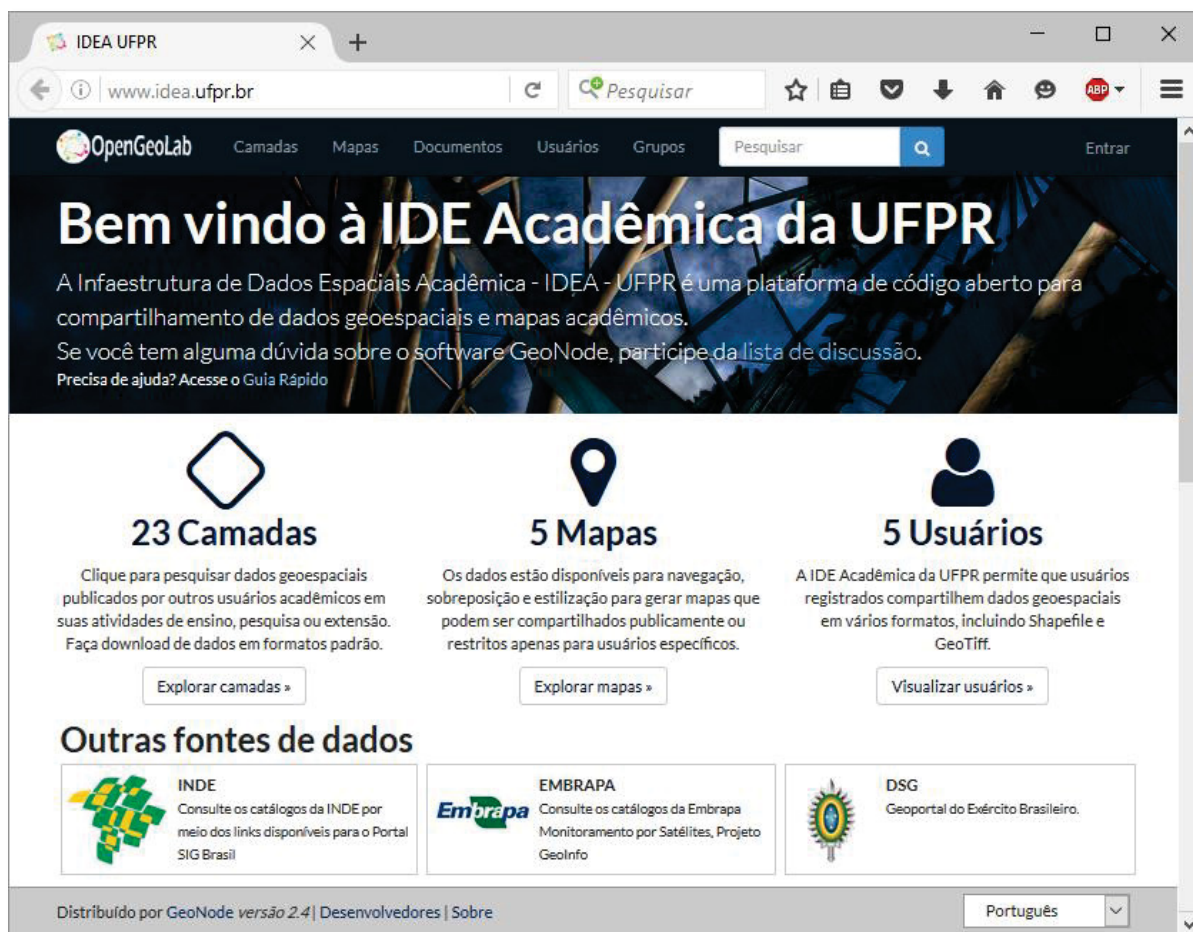 IDEA UFPR
www.idea.ufpr.br
Pesquisar
ABP
OpenGeoLab Camadas Mapas Documentos Usuários Grupos Pesquisar Entrar
Bem vindo à IDE Acadêmica da UFPR
A Infaestrutura de Dados Espaciais Acadêmica - IDEA - UFPR é uma plataforma de código aberto para
compartilhamento de dados geoespaciais e mapas acadêmicos.
Se você tem alguma dúvida sobre o software GeoNode, participe da lista de discussão.
Precisa de ajuda? Acesse o Guia Rápido
23 Camadas
Clique para pesquisar dados geoespaciais
publicados por outros usuários acadêmicos em
suas atividades de ensino, pesquisa ou extensão.
Faça download de dados em formatos padrão.
Explorar camadas »
5 Mapas
Os dados estão disponíveis para navegação,
sobreposição e estilização para gerar mapas que
podem ser compartilhados publicamente ou
restritos apenas para usuários específicos.
Explorar mapas »
5 Usuários
A IDE Acadêmica da UFPR permite que usuários
registrados compartilhem dados geoespaciais
em vários formatos, incluindo Shapefile e
GeoTiff.
Visualizar usuários »
Outras fontes de dados
INDE
Consulte os catálogos da INDE por
meio dos links disponíveis para o Portal
SIG Brasil
Embrapa
EMBRAPA
Consulte os catálogos da Embrapa
Monitoramento por Satélites, Projeto
GeoInfo
DSG
Geoportal do Exército Brasileiro.
Distribuído por GeoNode versão 2.4 | Desenvolvedores | Sobre
Português